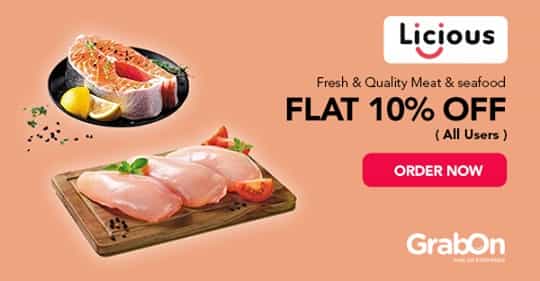 Licious
Fresh & Quality Meat & seafood
FLAT 10% OFF
( All Users )
ORDER NOW
GrabOn